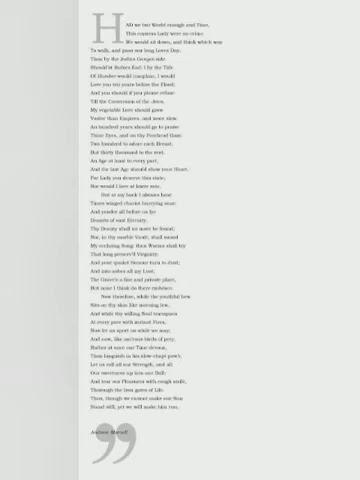 HAD we but World enough and Time,
This coyness Lady were no crime.
We would sit down, and think which way
To walk, and pass our long Loves Day.
Thou by the Indian Ganges side
Should'st Rubies find: I by the Tide
Of Humber would complain. I would
Love you ten years before the Flood:
And you should if you please refuse
Till the Conversion of the Jews.
My vegetable Love should grow
Vaster than Empires, and more slow.
An hundred years should go to praise
Thine Eyes, and on thy Forehead Gaze.
Two hundred to adore each Breast:
But thirty thousand to the rest.
An Age at least to every part,
And the last Age should show your Heart.
For Lady you deserve this state;
Nor would I love at lower rate.
But at my back I alwaies hear
Times winged Chariot hurrying near:
And yonder all before us lye
Desarts of vast Eternity.
Thy Beauty shall no more be found;
Nor, in thy marble Vault, shall sound
My ecchoing Song: then Worms shall try
That long preserv'd Virginity:
And your quaint Honour turn to dust;
And into ashes all my Lust.
The Grave's a fine and private place,
But none I think do there embrace.
Now therefore, while the youthful hew
Sits on thy skin like morning dew,
And while thy willing Soul transpires
At every pore with instant Fires,
Now let us sport us while we may;
And now, like am'rous birds of prey,
Rather at once our Time devour,
Than languish in his slow-chapt pow'r.
Let us roll all our Strength, and all
Our sweetness up into one Ball:
And tear our Pleasures with rough strife,
Thorough the Iron gates of Life.
Thus, though we cannot make our Sun
Stand still, yet we will make him run.
Andrew Marvell